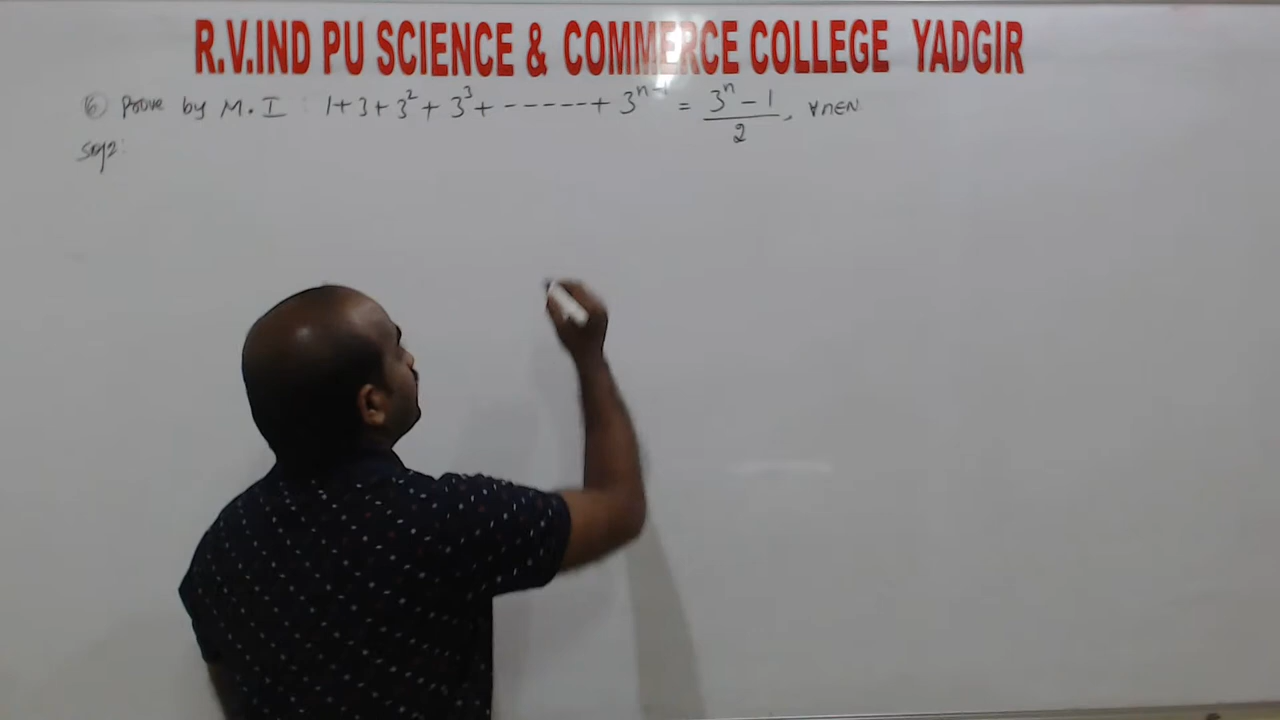 R.V.IND PU SCIENCE & COMMERCE COLLEGE YADGIR
⑥ Prove by M.I : 1+3+3²+3³+------+3ⁿ⁻¹ = (3ⁿ-1)/2, ∀n∈N
Sol: